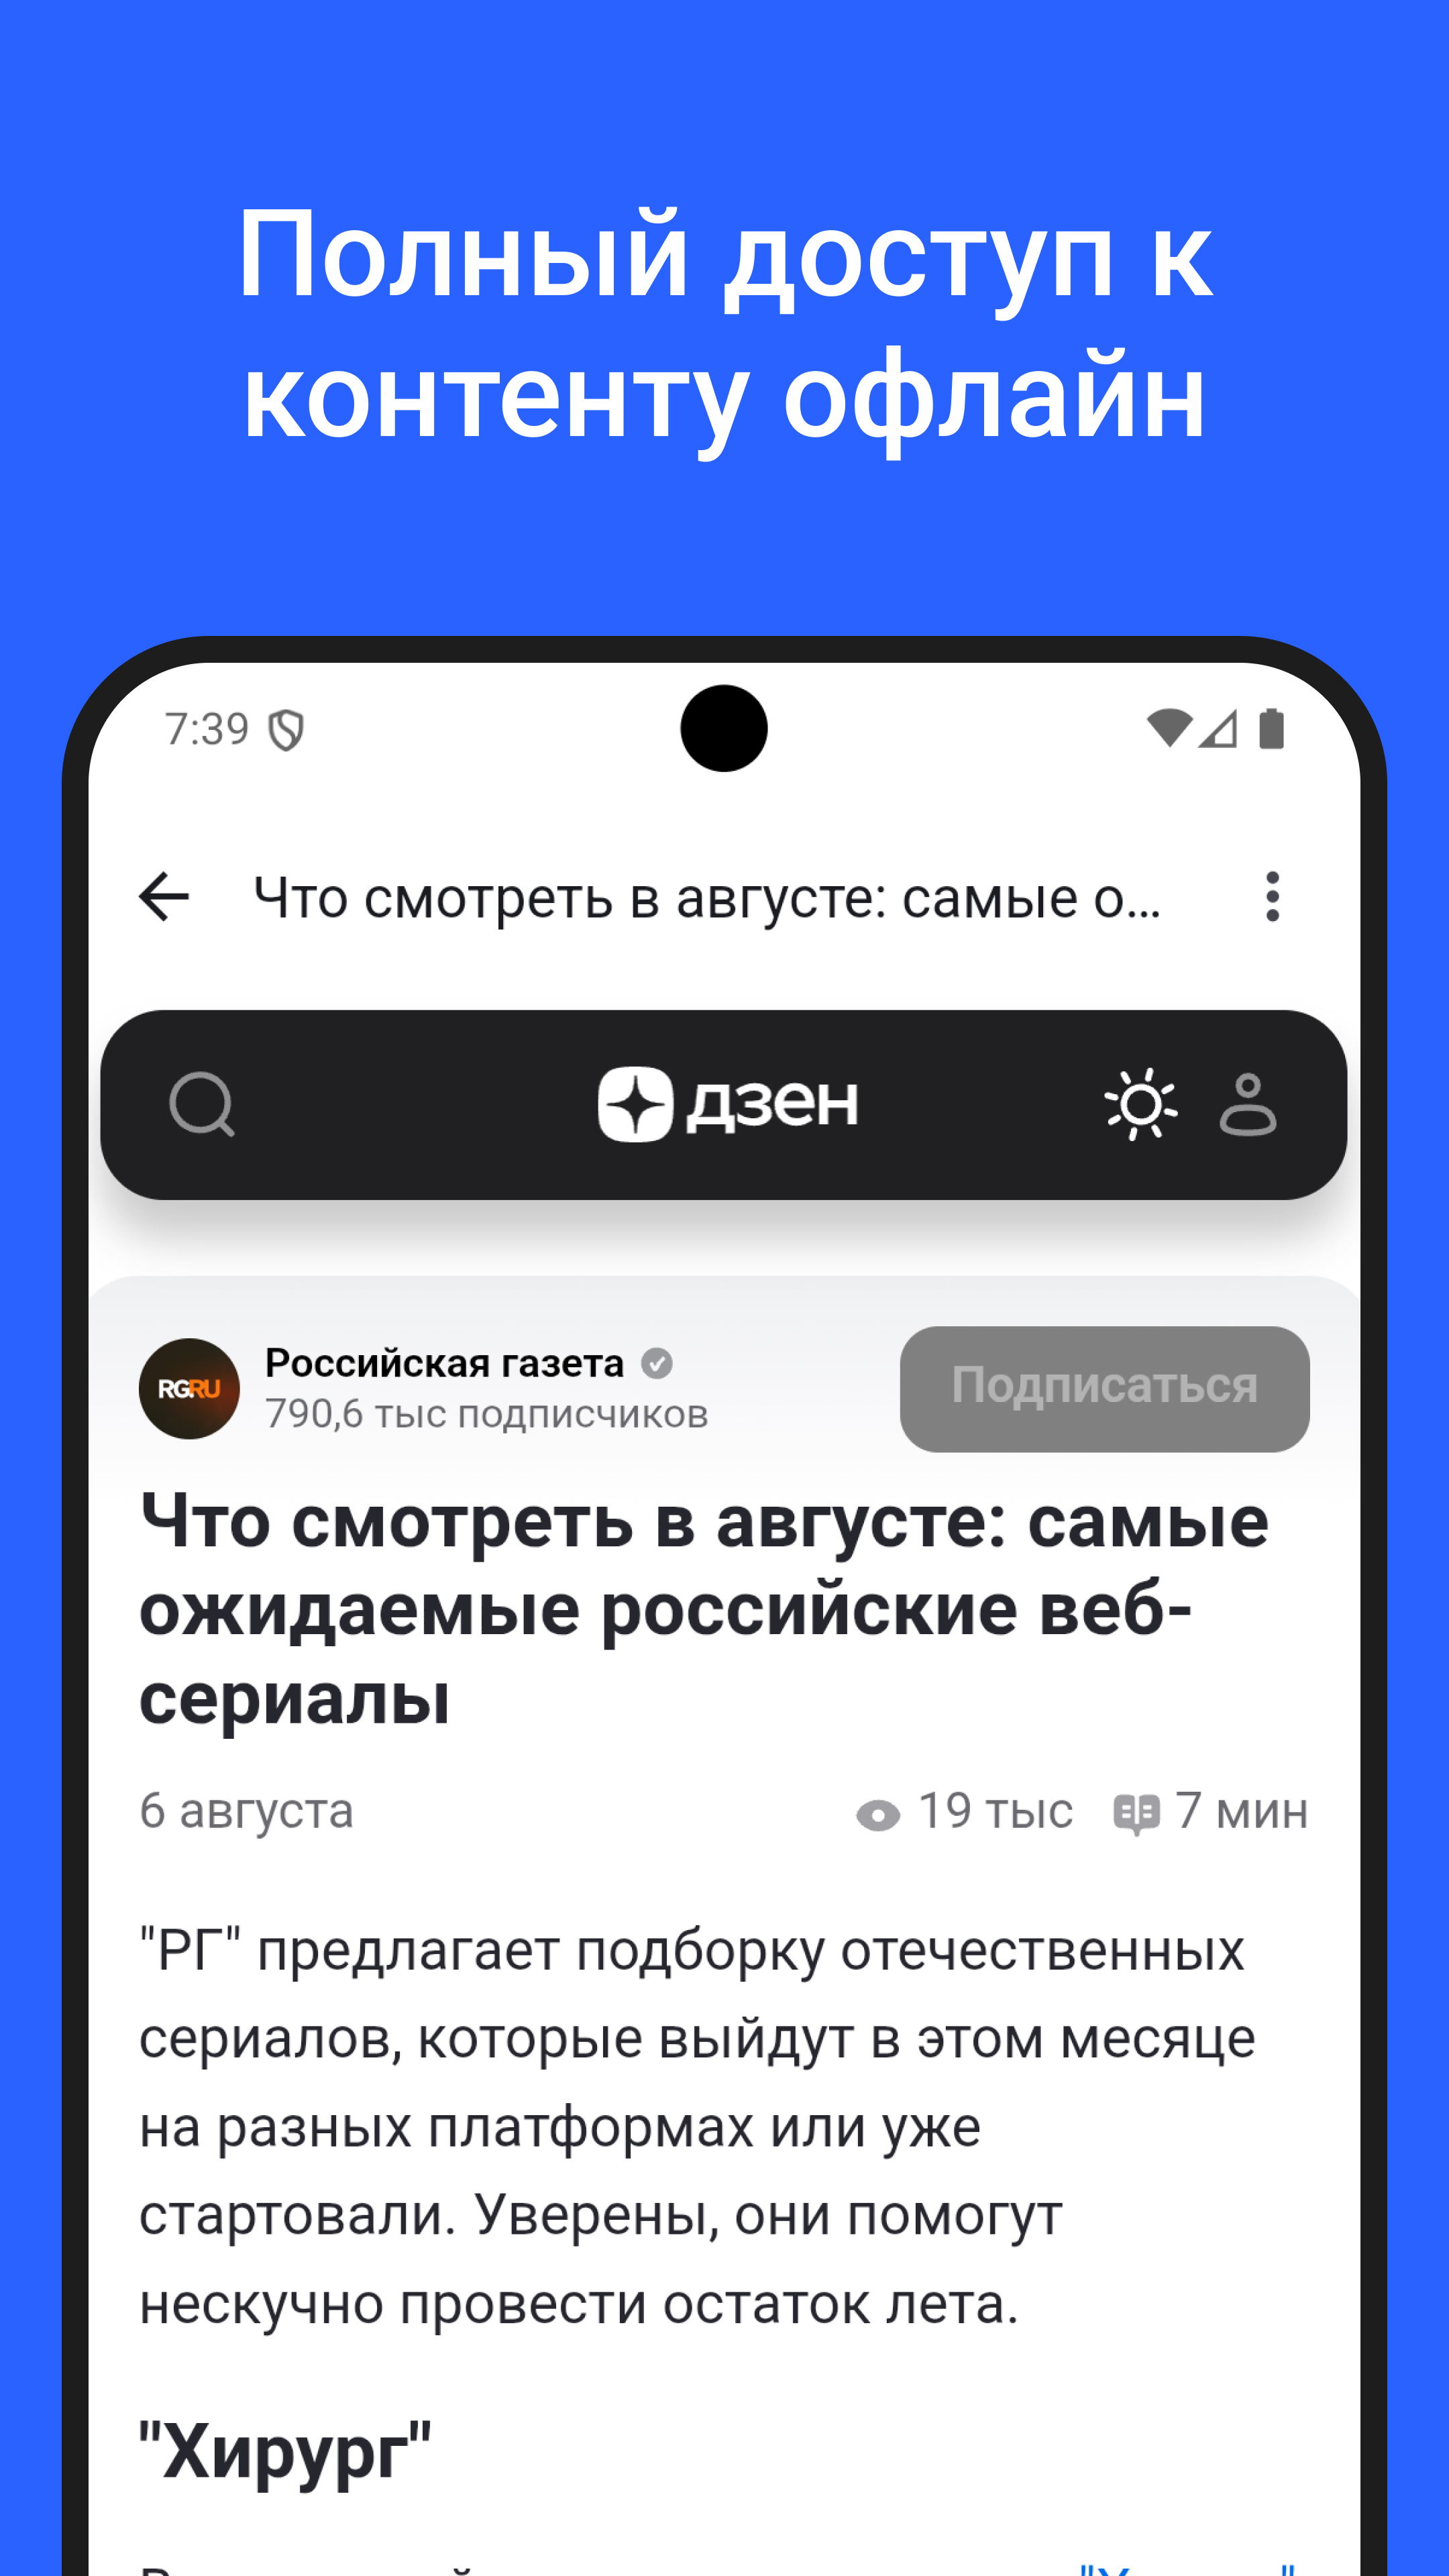 Полный доступ к
контенту офлайн
7:39
Что смотреть в августе: самые о...
дзен
RG.RU
Российская газета
790,6 тыс подписчиков
Подписаться
Что смотреть в августе: самые
ожидаемые российские веб-
сериалы
6 августа
19 тыс
7 мин
"РГ" предлагает подборку отечественных
сериалов, которые выйдут в этом месяце
на разных платформах или уже
стартовали. Уверены, они помогут
нескучно провести остаток лета.
"Хирург"